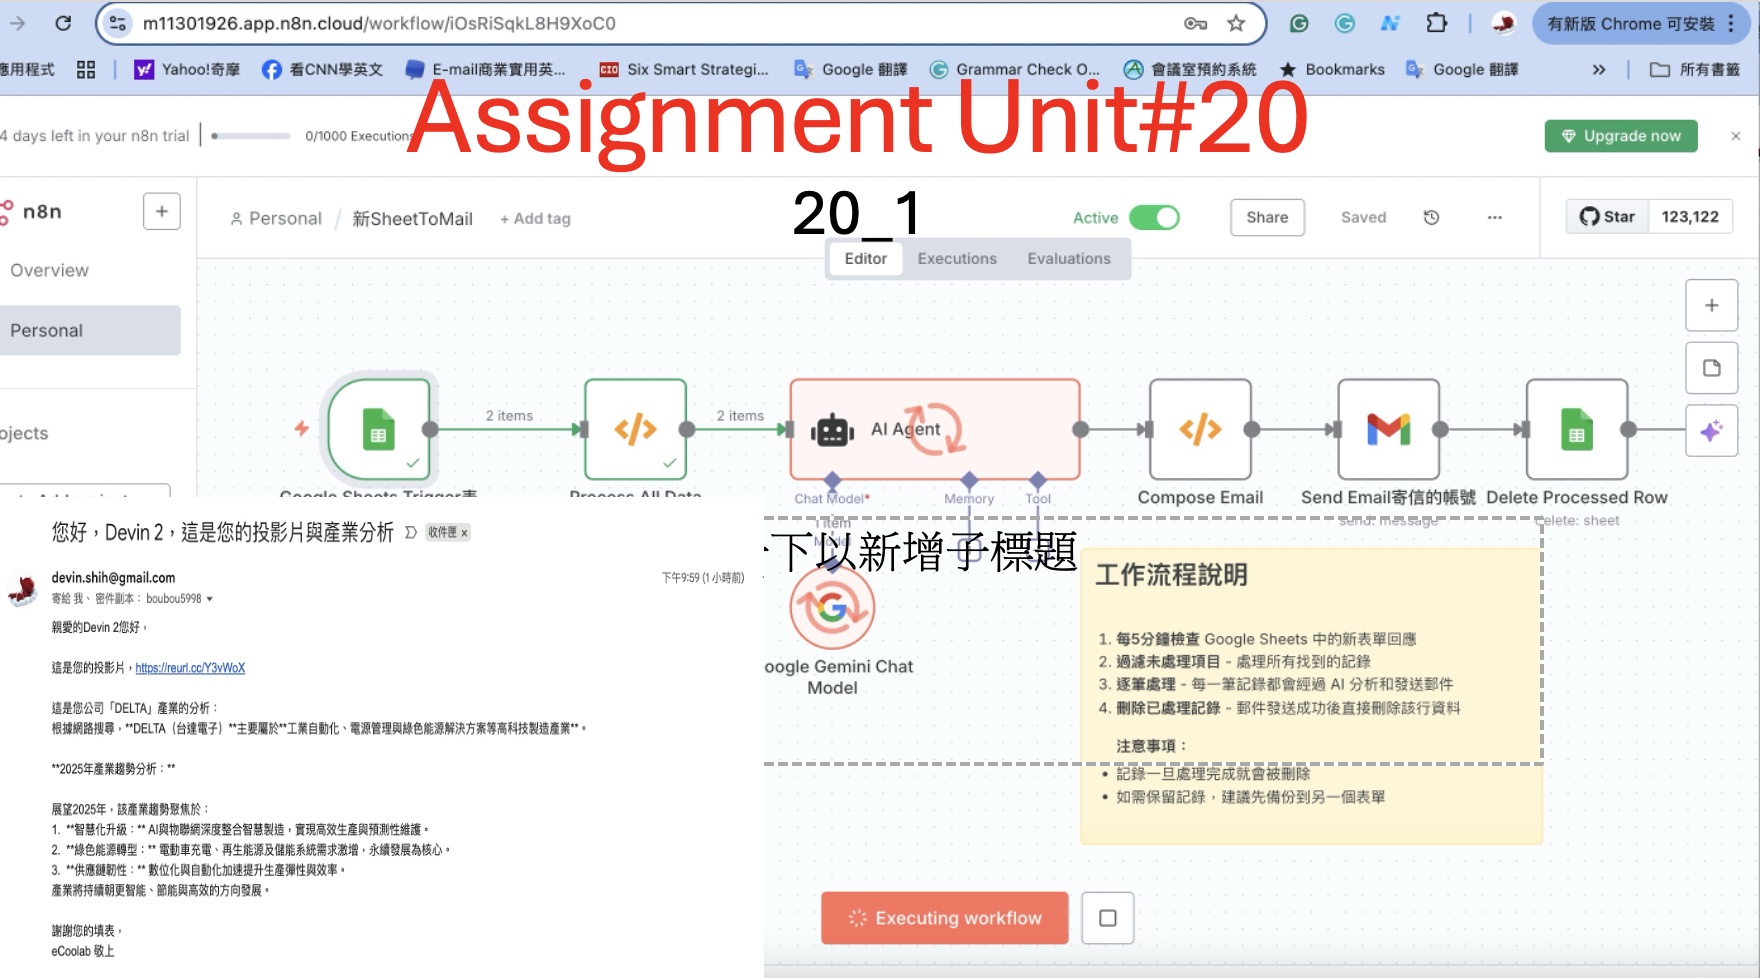 m11301926.app.n8n.cloud/workflow/iOsRiSqkL8H9XoC0
有新版 Chrome 可安裝
應用程式
Yahoo!奇摩
看CNN學英文
E-mail商業實用英...
Six Smart Strategi...
Google 翻譯
Grammar Check O...
會議室預約系統
Bookmarks
Google 翻譯
所有書籤
Assignment Unit#20
4 days left in your n8n trial
0/1000 Executions
Upgrade now
n8n
Personal / 新SheetToMail + Add tag
20_1
Active
Share
Saved
Star 123,122
Editor
Executions
Evaluations
Overview
Personal
ojects
2 items
2 items
AI Agent
Chat Model*
Memory
Tool
Google Sheets Trigger
Process All Data
Compose Email
Send Email寄信的帳號
send: message
Delete Processed Row
delete: sheet
1 item
下以新增子標題
oogle Gemini Chat
Model
您好，Devin 2，這是您的投影片與產業分析
收件匣 x
devin.shih@gmail.com
下午9:59 (1 小時前)
寄給 我、 密件副本： boubou5998
親愛的Devin 2您好，
這是您的投影片，https://reurl.cc/Y3vWoX
這是您公司「DELTA」產業的分析：
根據網路搜尋，**DELTA（台達電子）**主要屬於**工業自動化、電源管理與綠色能源解決方案等高科技製造產業**。
**2025年產業趨勢分析：**
展望2025年，該產業趨勢聚焦於：
1. **智慧化升級：** AI與物聯網深度整合智慧製造，實現高效生產與預測性維護。
2. **綠色能源轉型：** 電動車充電、再生能源及儲能系統需求激增，永續發展為核心。
3. **供應鏈韌性：** 數位化與自動化加速提升生產彈性與效率。
產業將持續朝更智能、節能與高效的方向發展。
謝謝您的填表，
eCoolab 敬上
工作流程說明
1. 每5分鐘檢查 Google Sheets 中的新表單回應
2. 過濾未處理項目 - 處理所有找到的記錄
3. 逐筆處理 - 每一筆記錄都會經過 AI 分析和發送郵件
4. 刪除已處理記錄 - 郵件發送成功後直接刪除該行資料
注意事項：
• 記錄一旦處理完成就會被刪除
• 如需保留記錄，建議先備份到另一個表單
Executing workflow